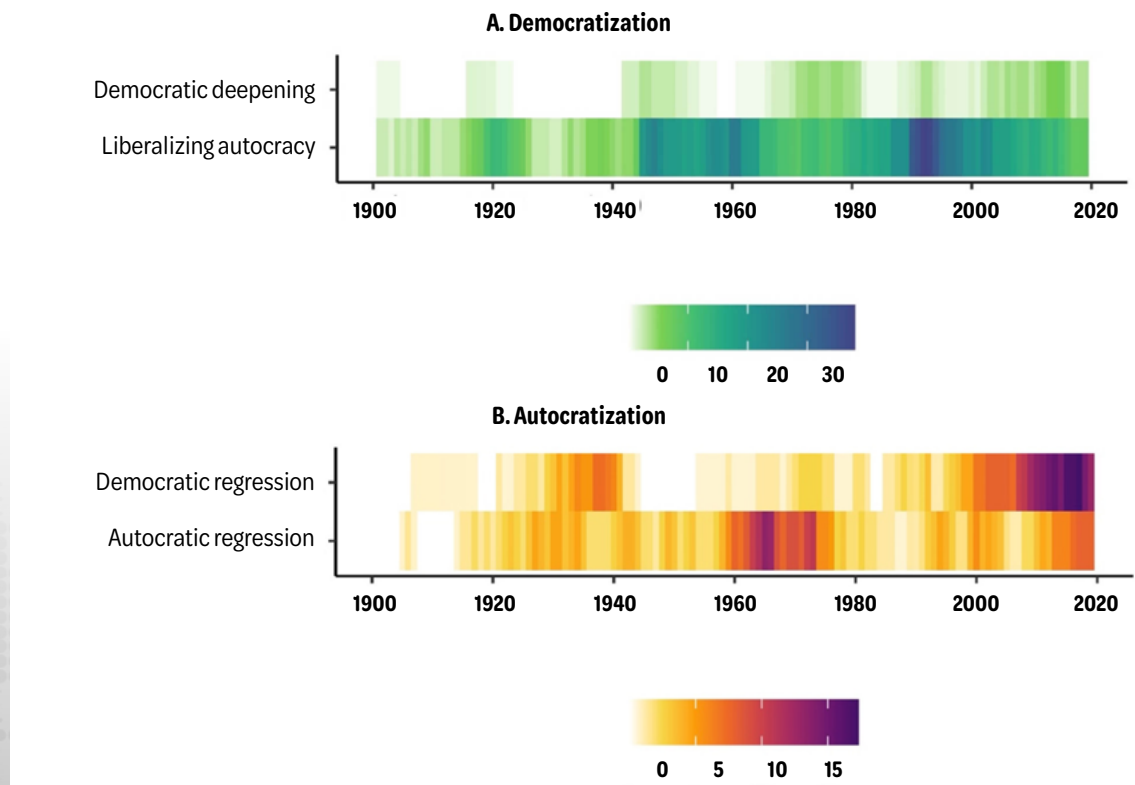 A. Democratization
Democratic deepening
Liberalizing autocracy
1900 1920 1940 1960 1980 2000 2020
0 10 20 30
B. Autocratization
Democratic regression
Autocratic regression
1900 1920 1940 1960 1980 2000 2020
0 5 10 15